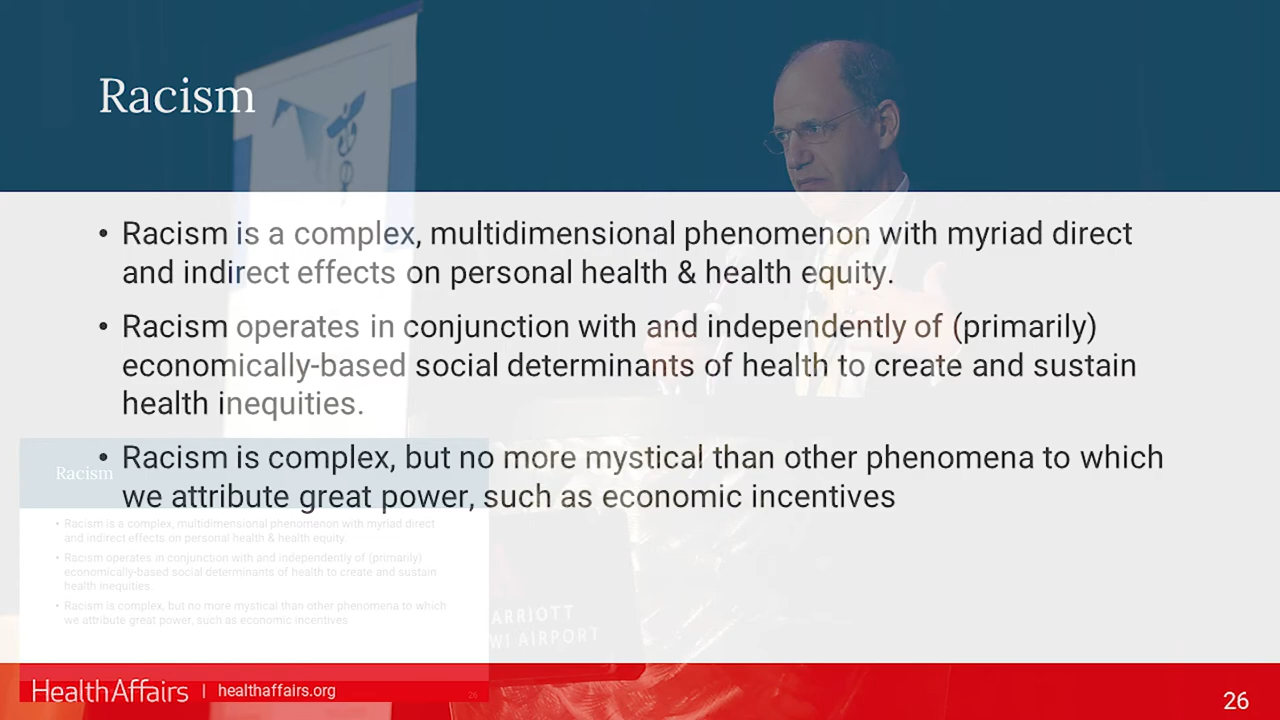 Racism
• Racism is a complex, multidimensional phenomenon with myriad direct
and indirect effects on personal health & health equity.
• Racism operates in conjunction with and independently of (primarily)
economically-based social determinants of health to create and sustain
health inequities.
• Racism is complex, but no more mystical than other phenomena to which
we attribute great power, such as economic incentives
Racism
• Racism is a complex, multidimensional phenomenon with myriad direct
and indirect effects on personal health & health equity.
• Racism operates in conjunction with and independently of (primarily)
economically-based social determinants of health to create and sustain
health inequities
• Racism is complex, but no more mystical than other phenomena to which
we attribute great power, such as economic incentives
ARRIOTT
WI AIRPORT
HealthAffairs | healthaffairs.org
26
26